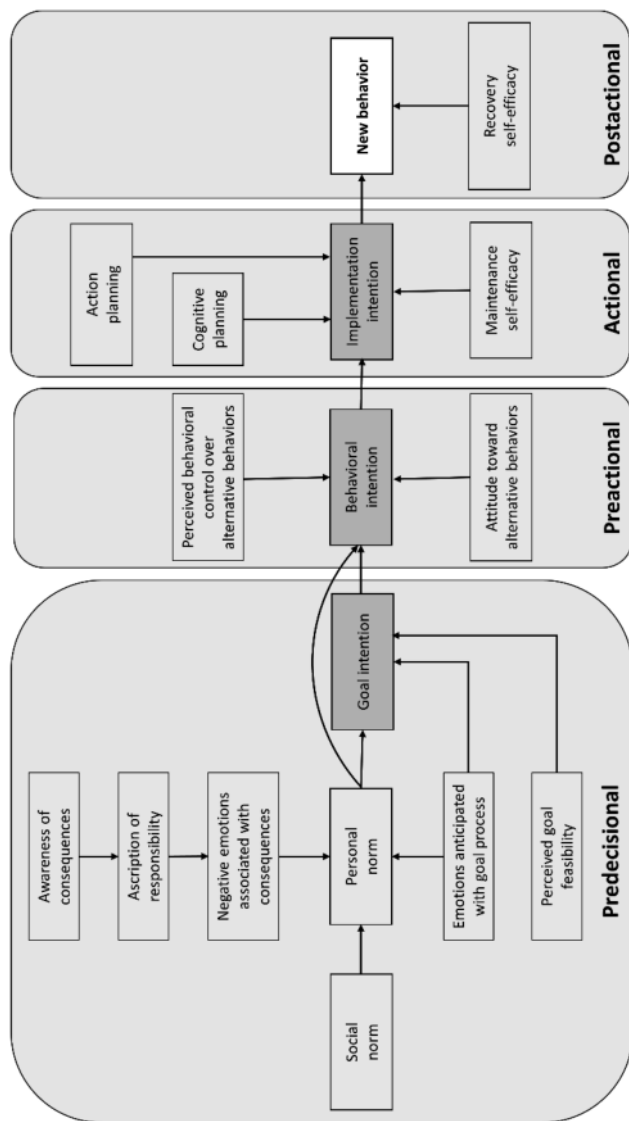 Awareness of
consequences
Ascription of
responsibility
Negative emotions
associated with
consequences
Social
norm
Personal
norm
Goal intention
Emotions anticipated
with goal process
Perceived goal
feasibility
Predecisional
Perceived behavioral
control over
alternative behaviors
Behavioral
intention
Attitude toward
alternative behaviors
Preactional
Action
planning
Cognitive
planning
Implementation
intention
Maintenance
self-efficacy
Actional
New behavior
Recovery
self-efficacy
Postactional